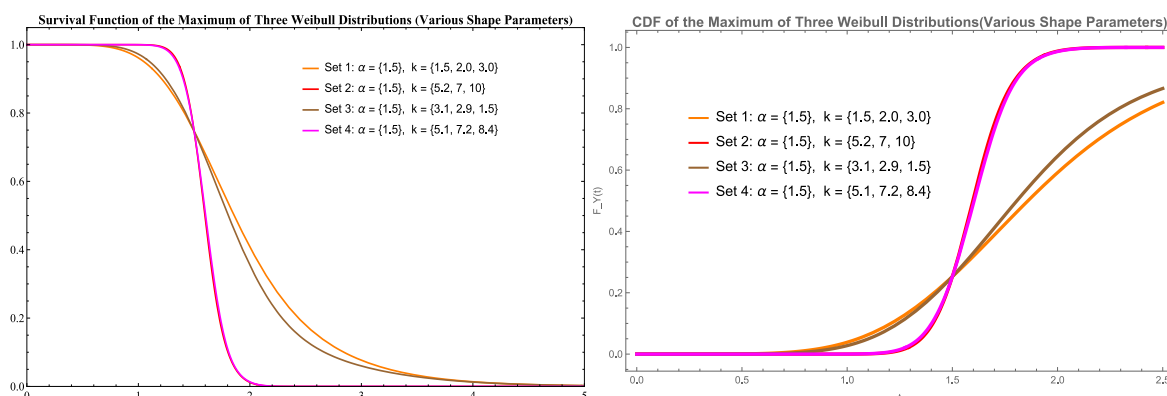 Survival Function of the Maximum of Three Weibull Distributions (Various Shape Parameters)
1.0
0.8
0.6
0.4
0.2
0.0
Set 1: α = {1.5}, k = {1.5, 2.0, 3.0}
Set 2: α = {1.5}, k = {5.2, 7, 10}
Set 3: α = {1.5}, k = {3.1, 2.9, 1.5}
Set 4: α = {1.5}, k = {5.1, 7.2, 8.4}
0 1 2 3 4 5
CDF of the Maximum of Three Weibull Distributions(Various Shape Parameters)
F_Y(t)
1.0
0.8
0.6
0.4
0.2
0.0
Set 1: α = {1.5}, k = {1.5, 2.0, 3.0}
Set 2: α = {1.5}, k = {5.2, 7, 10}
Set 3: α = {1.5}, k = {3.1, 2.9, 1.5}
Set 4: α = {1.5}, k = {5.1, 7.2, 8.4}
0.0 0.5 1.0 1.5 2.0 2.5